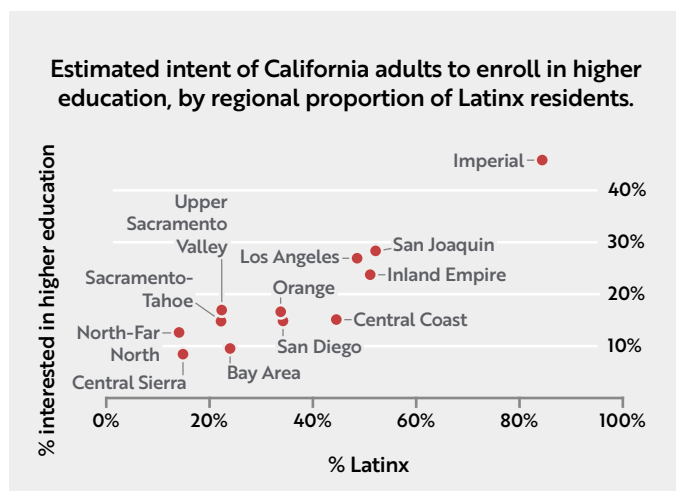 Estimated intent of California adults to enroll in higher
education, by regional proportion of Latinx residents.
% interested in higher education
Imperial
40%
Upper
Sacramento
Valley
30%
San Joaquin
Los Angeles
Inland Empire
Sacramento-
Tahoe
Orange
20%
Central Coast
North-Far
North
San Diego
10%
Central Sierra
Bay Area
0%
20%
40%
60%
80%
100%
% Latinx